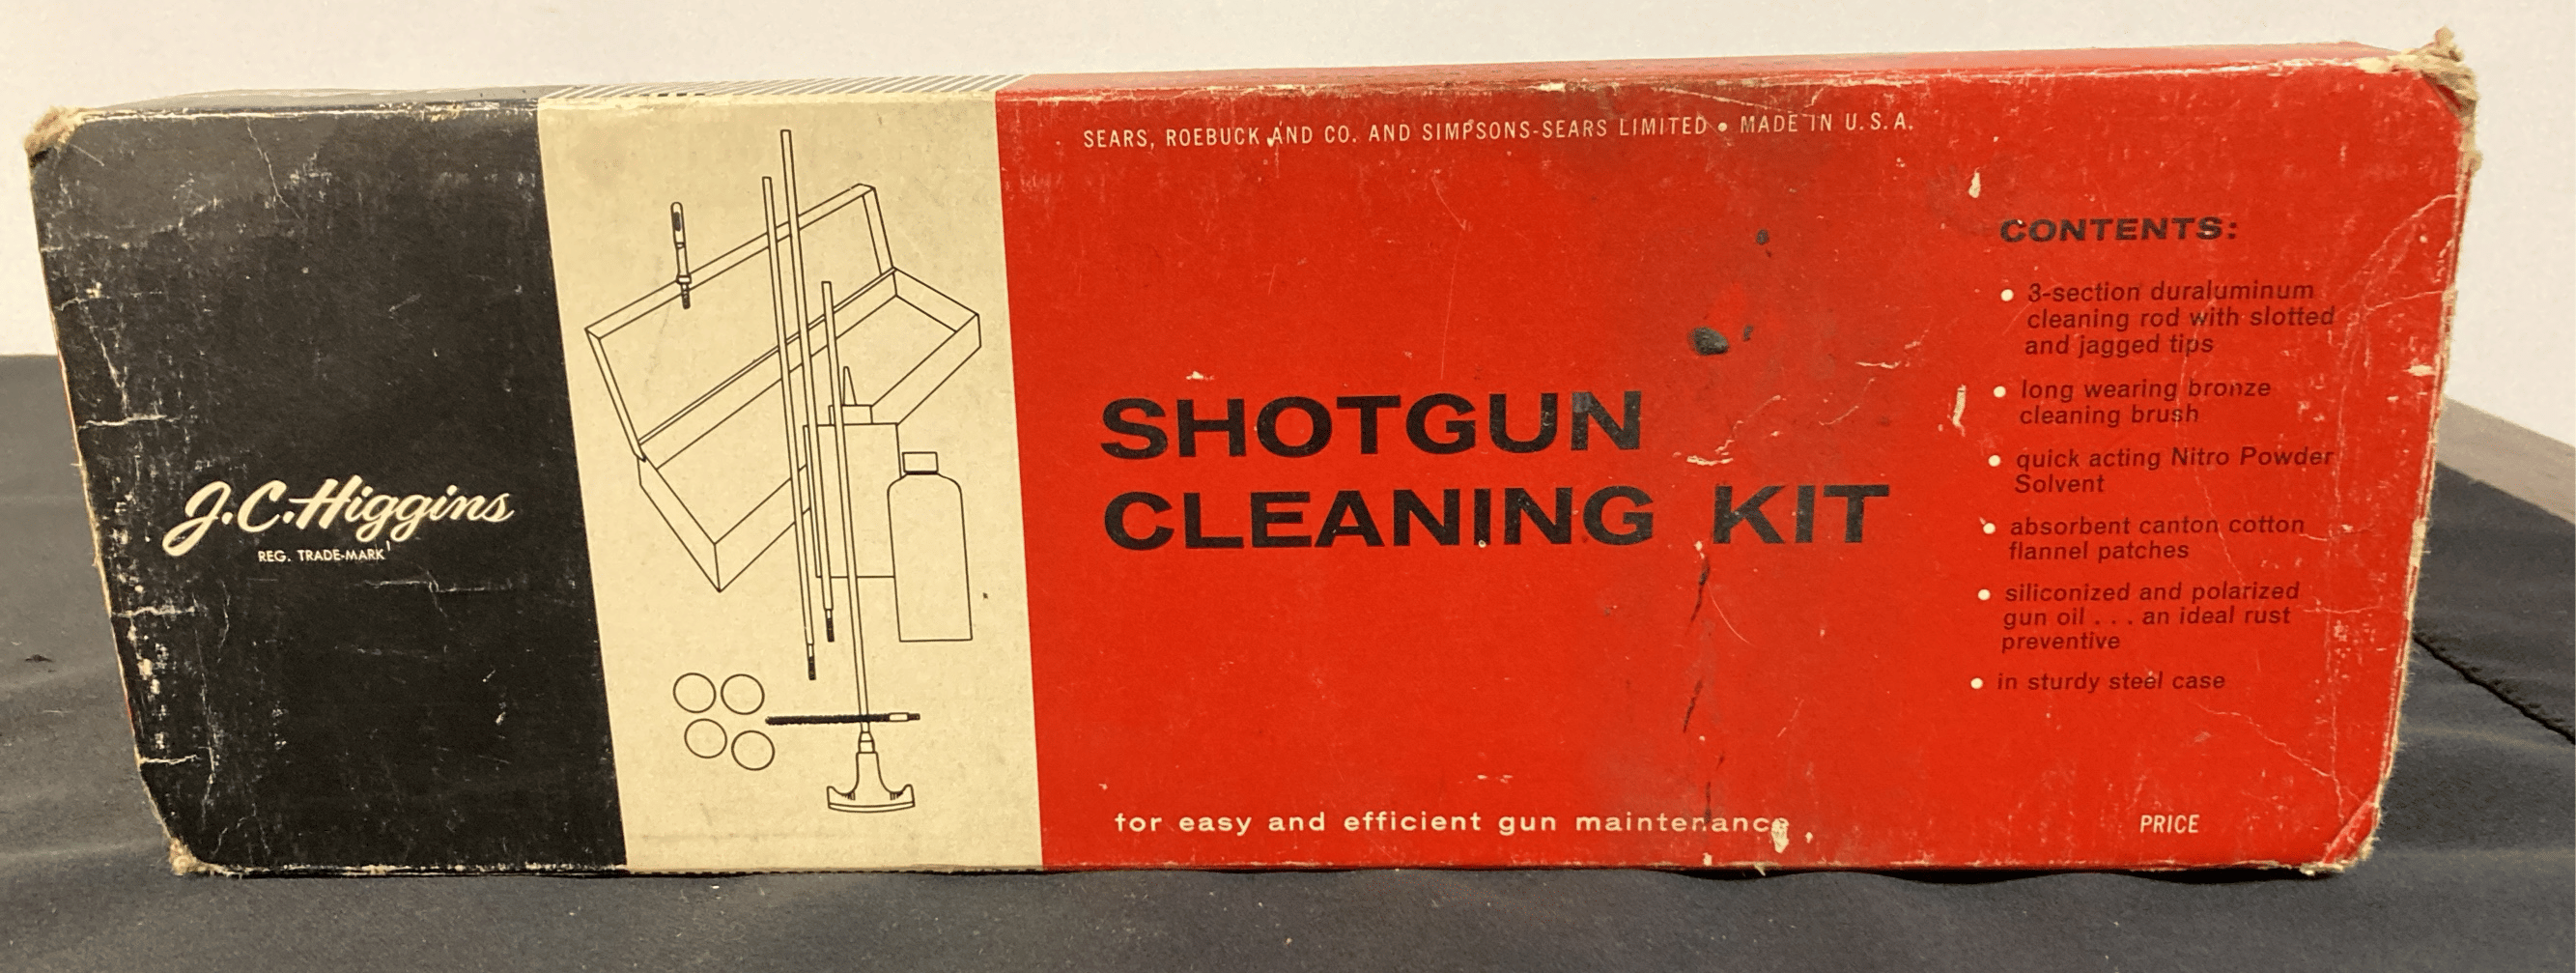 J.C. Higgins
REG. TRADE-MARK
SEARS, ROEBUCK AND CO. AND SIMPSONS-SEARS LIMITED • MADE IN U.S.A.
SHOTGUN
CLEANING KIT
for easy and efficient gun maintenance
CONTENTS:
• 3-section duraluminum
cleaning rod with slotted
and jagged tips
• long wearing bronze
cleaning brush
• quick acting Nitro Powder
Solvent
• absorbent canton cotton
flannel patches
• siliconized and polarized
gun oil . . . an ideal rust
preventive
• in sturdy steel case
PRICE